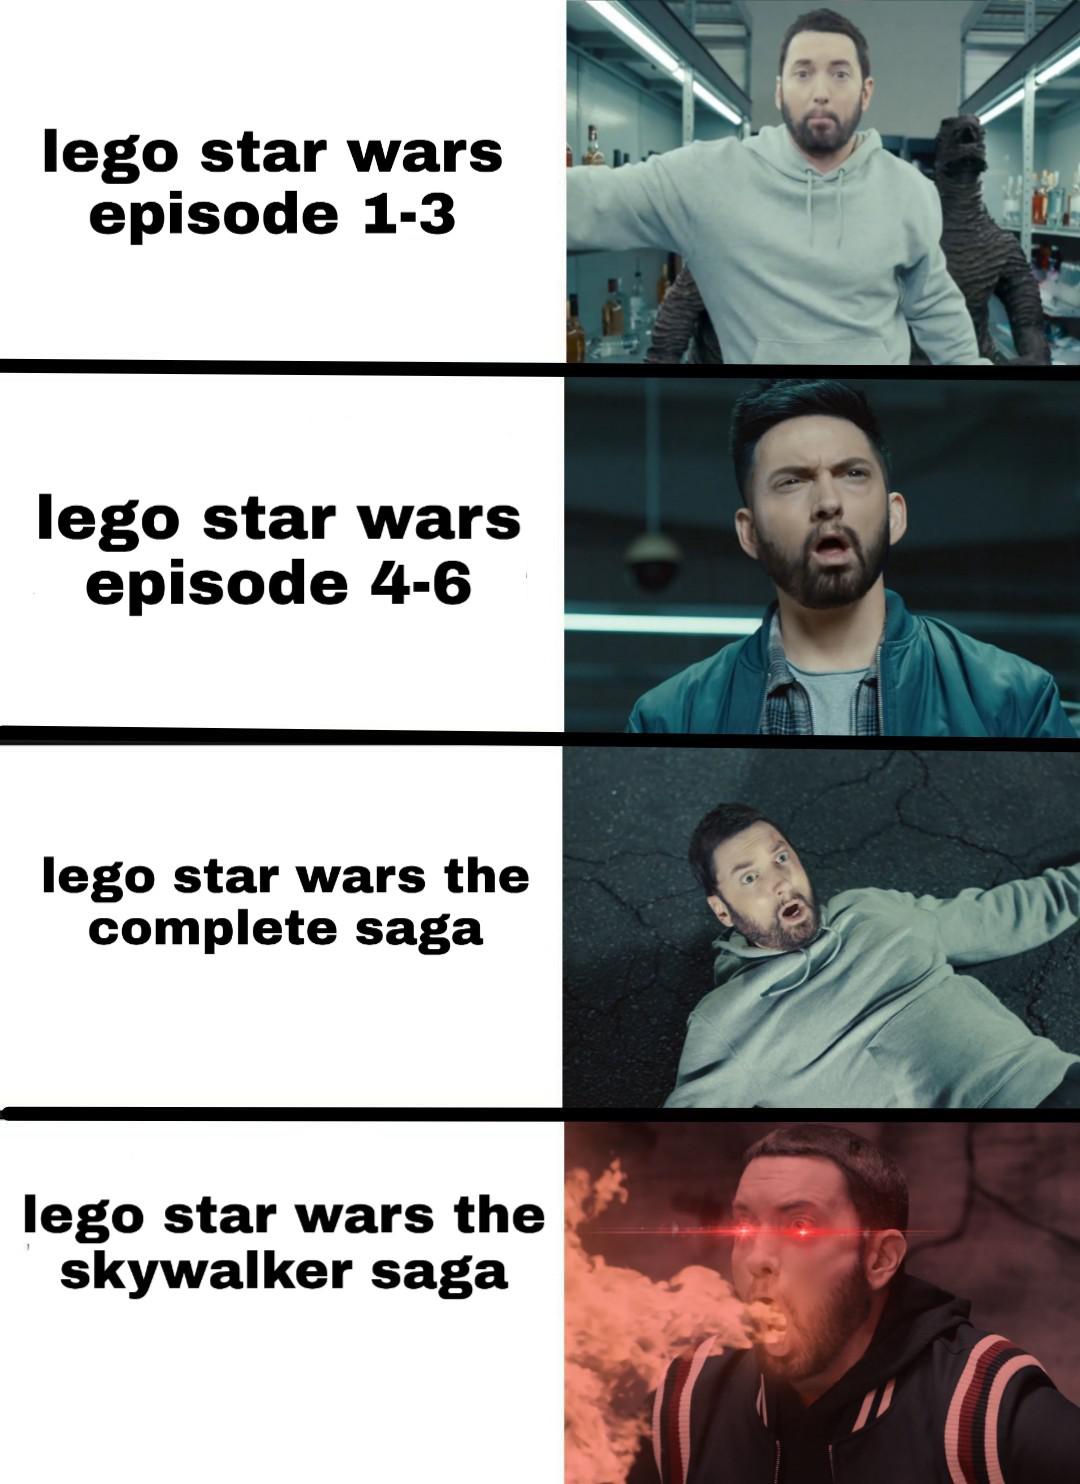 lego star wars
episode 1-3
lego star wars
episode 4-6
lego star wars the
complete saga
lego star wars the
skywalker saga